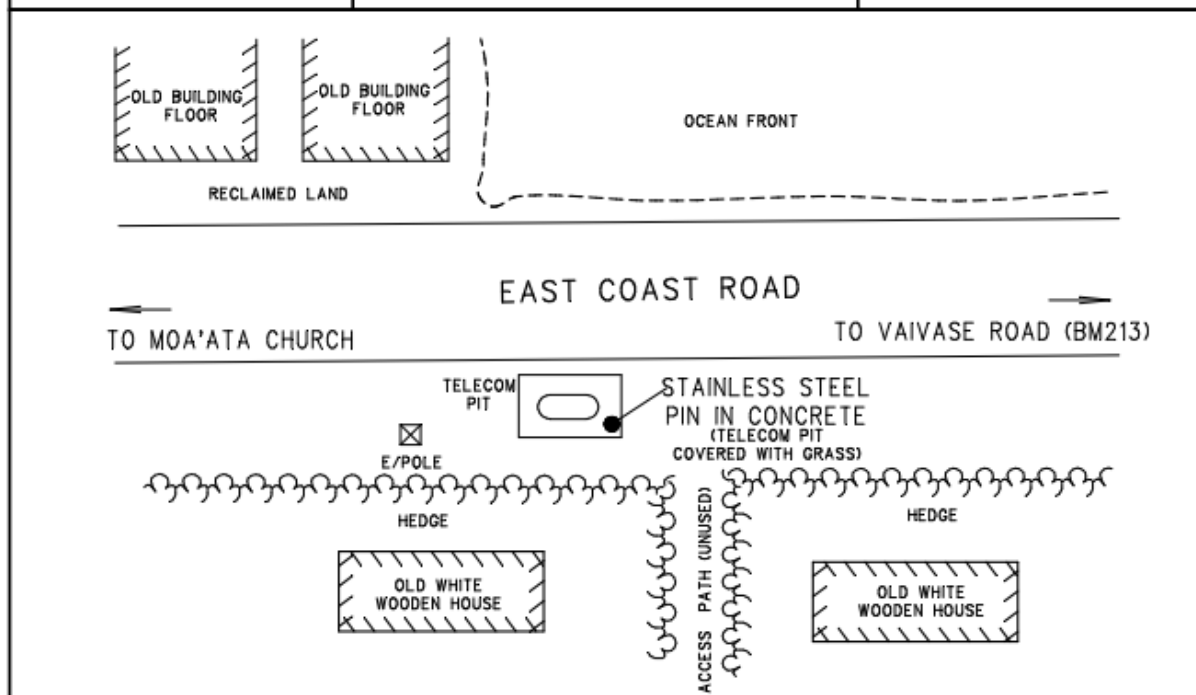 OLD BUILDING
FLOOR
OLD BUILDING
FLOOR
OCEAN FRONT
RECLAIMED LAND
EAST COAST ROAD
TO MOA'ATA CHURCH
TO VAIVASE ROAD (BM213)
TELECOM
PIT
STAINLESS STEEL
PIN IN CONCRETE
(TELECOM PIT
COVERED WITH GRASS)
E/POLE
HEDGE
HEDGE
ACCESS PATH (UNUSED)
OLD WHITE
WOODEN HOUSE
OLD WHITE
WOODEN HOUSE